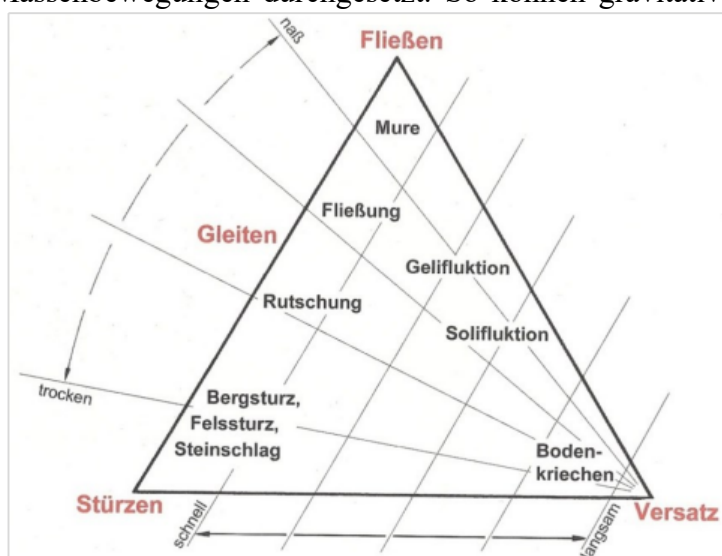 Massenbewegungen durchgesetzt. So können gravitativ
naß
Fließen
Mure
Fließung
Gleiten
Gelifluktion
Rutschung
Solifluktion
trocken
Bergsturz,
Felssturz,
Steinschlag
Boden-
kriechen
Stürzen
schnell
langsam
Versatz